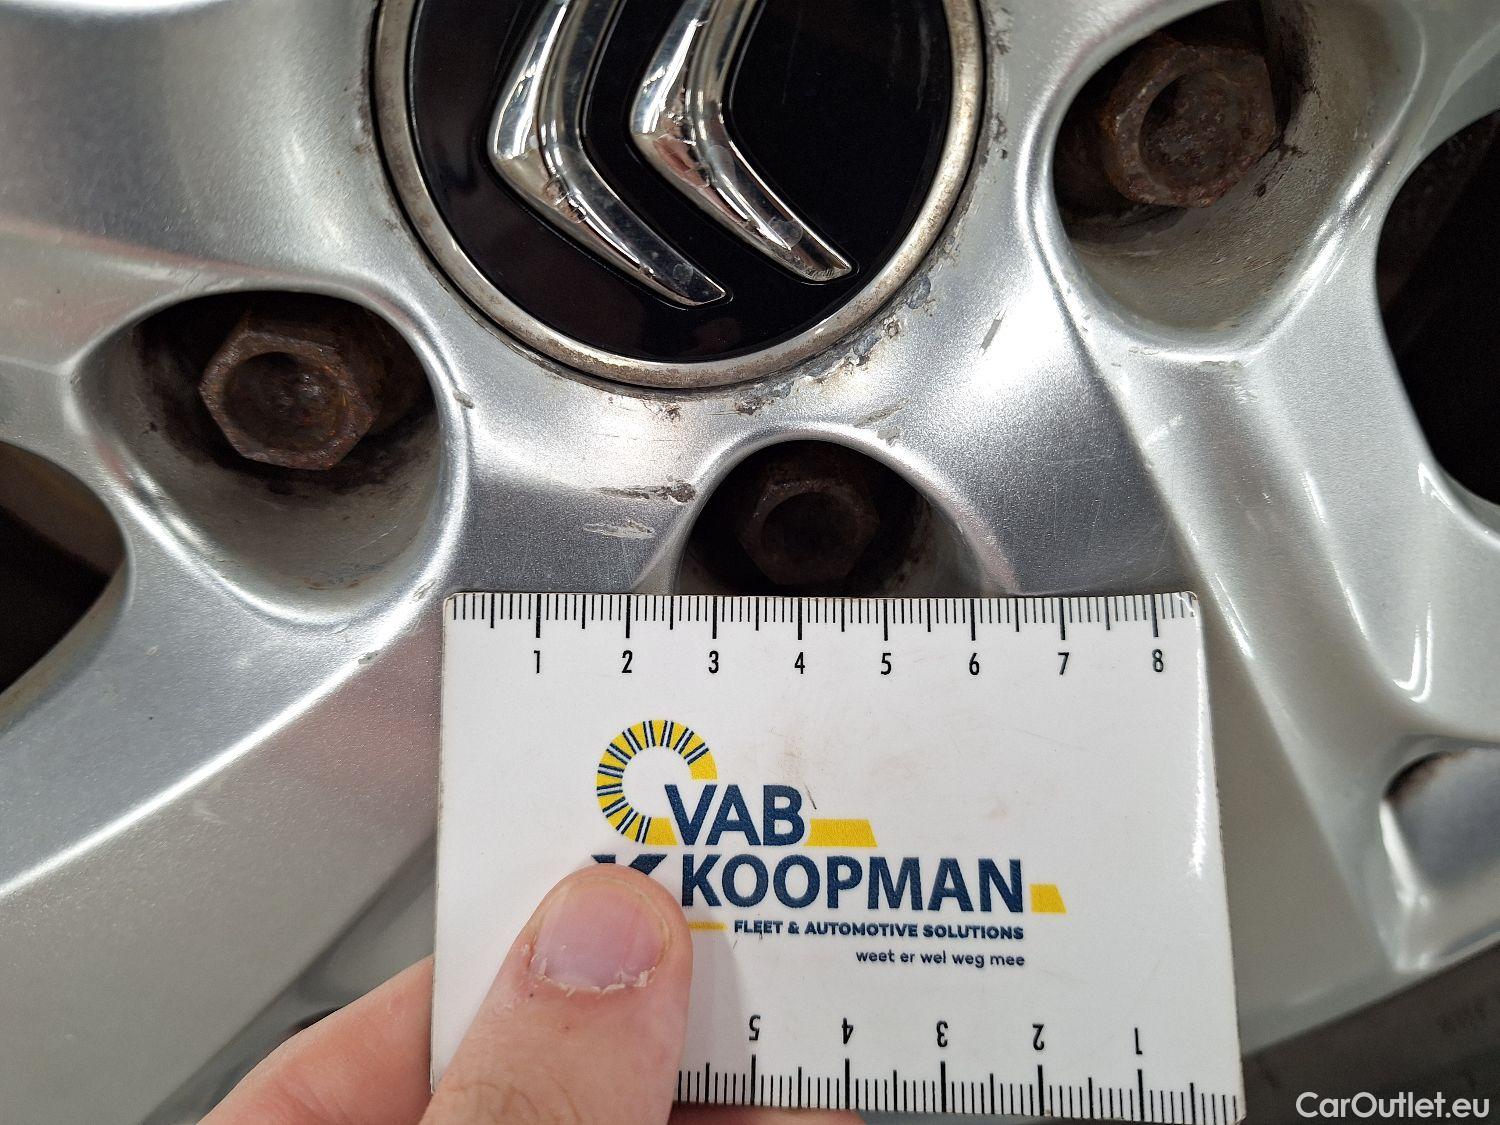 1 2 3 4 5 6 7 8
VAB
KOOPMAN
FLEET & AUTOMOTIVE SOLUTIONS
weet er wel weg mee
5 4 3 2 1
CarOutlet.eu